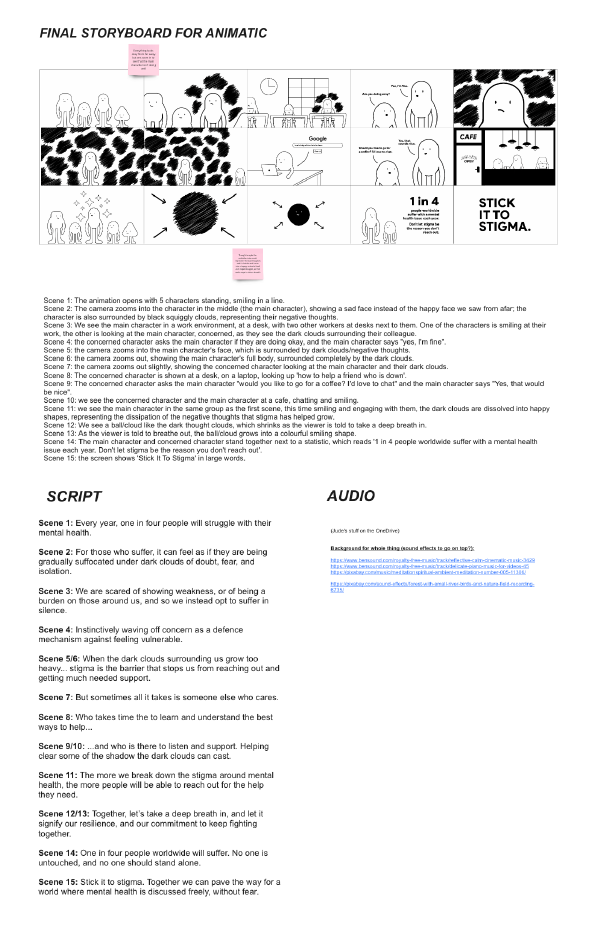 FINAL STORYBOARD FOR ANIMATIC
Are you doing okay?
Yes, I'm fine.
Google
CAFE
OPEN
1 in 4
people worldwide
suffer with a mental
health issue each year.
Don't let stigma be
the reason you don't
reach out.
STICK
IT TO
STIGMA.
Scene 1: The animation opens with 5 characters standing, smiling in a line.
Scene 2: The camera zooms into the character in the middle (the main character), showing a sad face instead of the happy face we saw from afar; the
character is also surrounded by black squiggly clouds, representing their negative thoughts.
Scene 3: We see the main character in a work environment, at a desk, with two other workers at desks next to them. One of the characters is smiling at their
work, the other is looking at the main character, concerned, as they see the dark clouds surrounding their colleague.
Scene 4: the concerned character asks the main character if they are doing okay, and the main character says "yes, I'm fine".
Scene 5: the camera zooms into the main character's face, which is surrounded by dark clouds/negative thoughts.
Scene 6: the camera zooms out, showing the main character's full body, surrounded completely by the dark clouds.
Scene 7: the camera zooms out slightly, showing the concerned character looking at the main character and their dark clouds.
Scene 8: The concerned character is shown at a desk, on a laptop, looking up 'how to help a friend who is down'.
Scene 9: The concerned character asks the main character "would you like to go for a coffee? I'd love to chat" and the main character says "Yes, that would
be nice".
Scene 10: we see the concerned character and the main character at a cafe, chatting and smiling.
Scene 11: we see the main character in the same group as the first scene, this time smiling and engaging with them, the dark clouds are dissolved into happy
shapes, representing the dissipation of the negative thoughts that stigma has helped grow.
Scene 12: We see a ball/cloud like the dark thought clouds, which shrinks as the viewer is told to take a deep breath in.
Scene 13: As the viewer is told to breathe out, the ball/cloud grows into a colourful smiling shape.
Scene 14: The main character and concerned character stand together next to a statistic, which reads '1 in 4 people worldwide suffer with a mental health
issue each year. Don't let stigma be the reason you don't reach out'.
Scene 15: the screen shows 'Stick It To Stigma' in large words.
SCRIPT
Scene 1: Every year, one in four people will struggle with their
mental health.
Scene 2: For those who suffer, it can feel as if they are being
gradually suffocated under dark clouds of doubt, fear, and
isolation.
Scene 3: We are scared of showing weakness, or of being a
burden on those around us, and so we instead opt to suffer in
silence.
Scene 4: Instinctively waving off concern as a defence
mechanism against feeling vulnerable.
Scene 5/6: When the dark clouds surrounding us grow too
heavy... stigma is the barrier that stops us from reaching out and
getting much needed support.
Scene 7: But sometimes all it takes is someone else who cares.
Scene 8: Who takes time the to learn and understand the best
ways to help...
Scene 9/10: ...and who is there to listen and support. Helping
clear some of the shadow the dark clouds can cast.
Scene 11: The more we break down the stigma around mental
health, the more people will be able to reach out for the help
they need.
Scene 12/13: Together, let's take a deep breath in, and let it
signify our resilience, and our commitment to keep fighting
together.
Scene 14: One in four people worldwide will suffer. No one is
untouched, and no one should stand alone.
Scene 15: Stick it to stigma. Together we can pave the way for a
world where mental health is discussed freely, without fear.
AUDIO
(Jude's stuff on the OneDrive)
Background for whole thing (sound effects to go on top?):